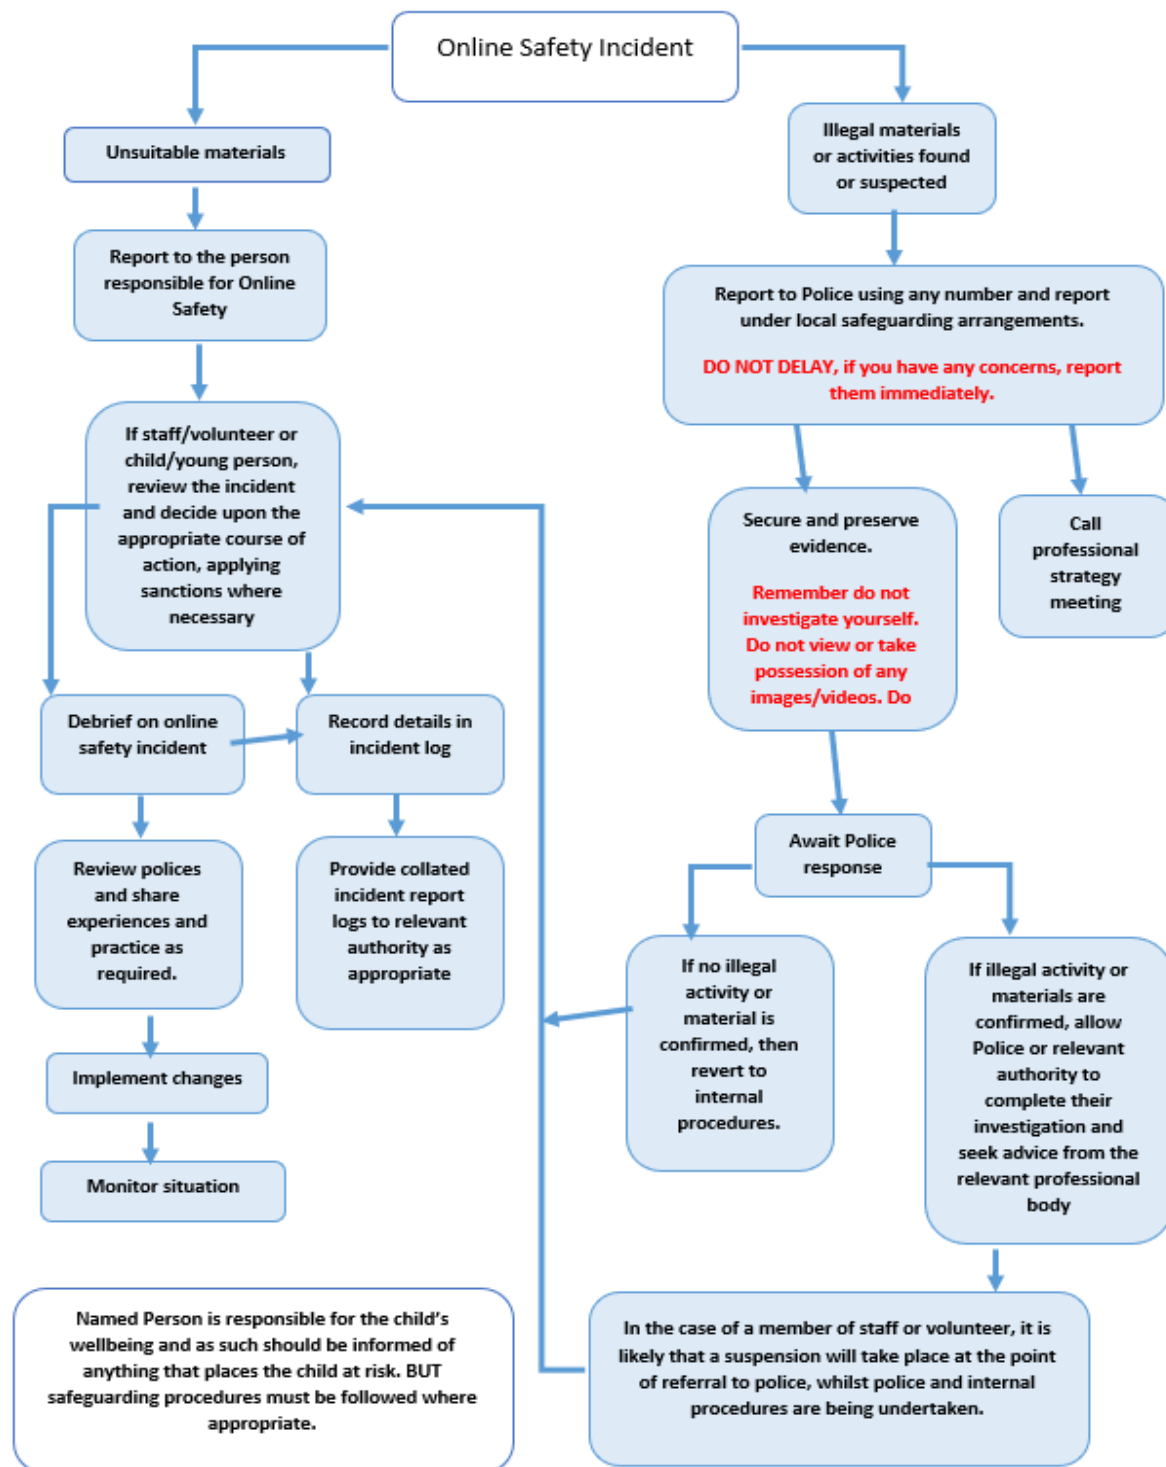 Online Safety Incident
Unsuitable materials
Report to the person
responsible for Online
Safety
If staff/volunteer or
child/young person,
review the incident
and decide upon the
appropriate course of
action, applying
sanctions where
necessary
Debrief on online
safety incident
Record details in
incident log
Review polices
and share
experiences and
practice as
required.
Provide collated
incident report
logs to relevant
authority as
appropriate
Implement changes
Monitor situation
Illegal materials
or activities found
or suspected
Report to Police using any number and report
under local safeguarding arrangements.
DO NOT DELAY, if you have any concerns, report
them immediately.
Secure and preserve
evidence.
Remember do not
investigate yourself.
Do not view or take
possession of any
images/videos. Do
Call
professional
strategy
meeting
Await Police
response
If no illegal
activity or
material is
confirmed, then
revert to
internal
procedures.
If illegal activity or
materials are
confirmed, allow
Police or relevant
authority to
complete their
investigation and
seek advice from the
relevant professional
body
In the case of a member of staff or volunteer, it is
likely that a suspension will take place at the point
of referral to police, whilst police and internal
procedures are being undertaken.
Named Person is responsible for the child’s
wellbeing and as such should be informed of
anything that places the child at risk. BUT
safeguarding procedures must be followed where
appropriate.